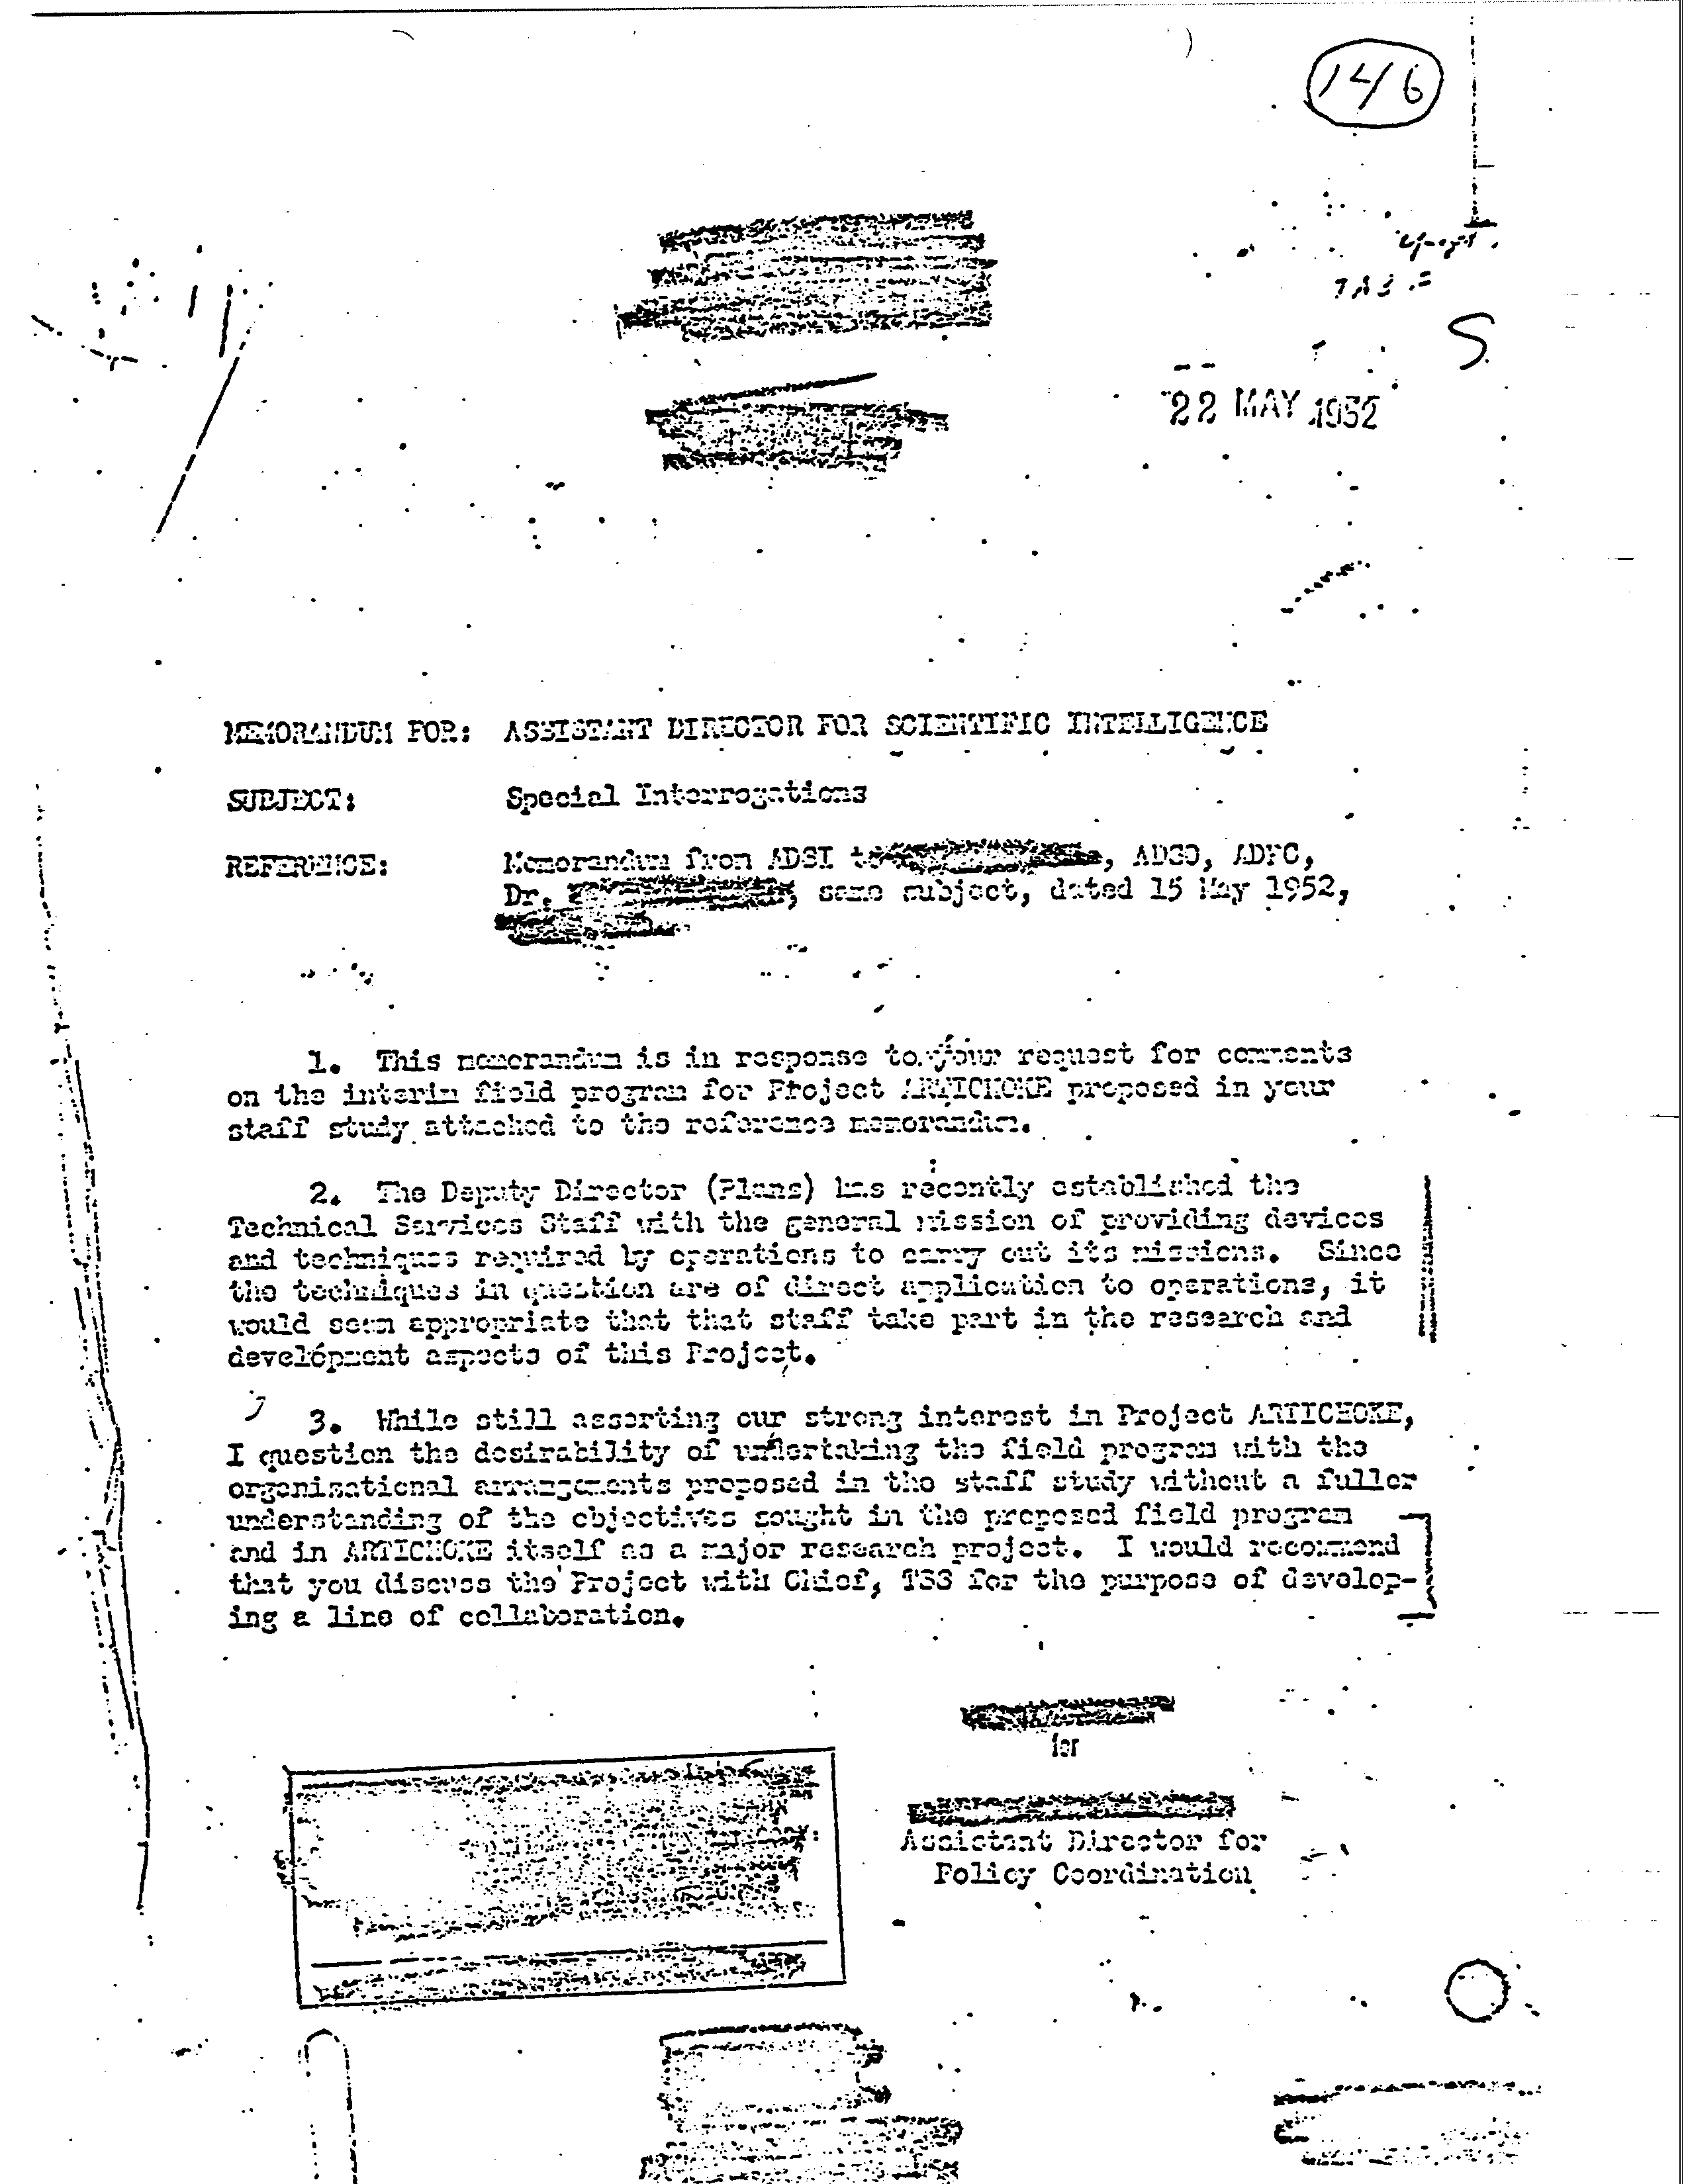 146
22 MAY 1952
MEMORANDUM FOR: ASSISTANT DIRECTOR FOR SCIENTIFIC INTELLIGENCE
SUBJECT: Special Interrogations
REFERENCE: Memorandum from ADSI to , ADSO, ADPC,
Dr. , same subject, dated 15 May 1952,
1. This memorandum is in response to your request for comments
on the interim field program for Project ARTICHOKE proposed in your
staff study attached to the reference memorandum.
2. The Deputy Director (Plans) has recently established the
Technical Services Staff with the general mission of providing devices
and techniques required by operations to carry out its missions. Since
the techniques in question are of direct application to operations, it
would seem appropriate that that staff take part in the research and
development aspects of this Project.
3. While still asserting our strong interest in Project ARTICHOKE,
I question the desirability of undertaking the field program with the
organizational arrangements proposed in the staff study without a fuller
understanding of the objectives sought in the proposed field program
and in ARTICHOKE itself as a major research project. I would recommend
that you discuss the Project with Chief, TSS for the purpose of develop-
ing a line of collaboration.
for
Assistant Director for
Policy Coordination